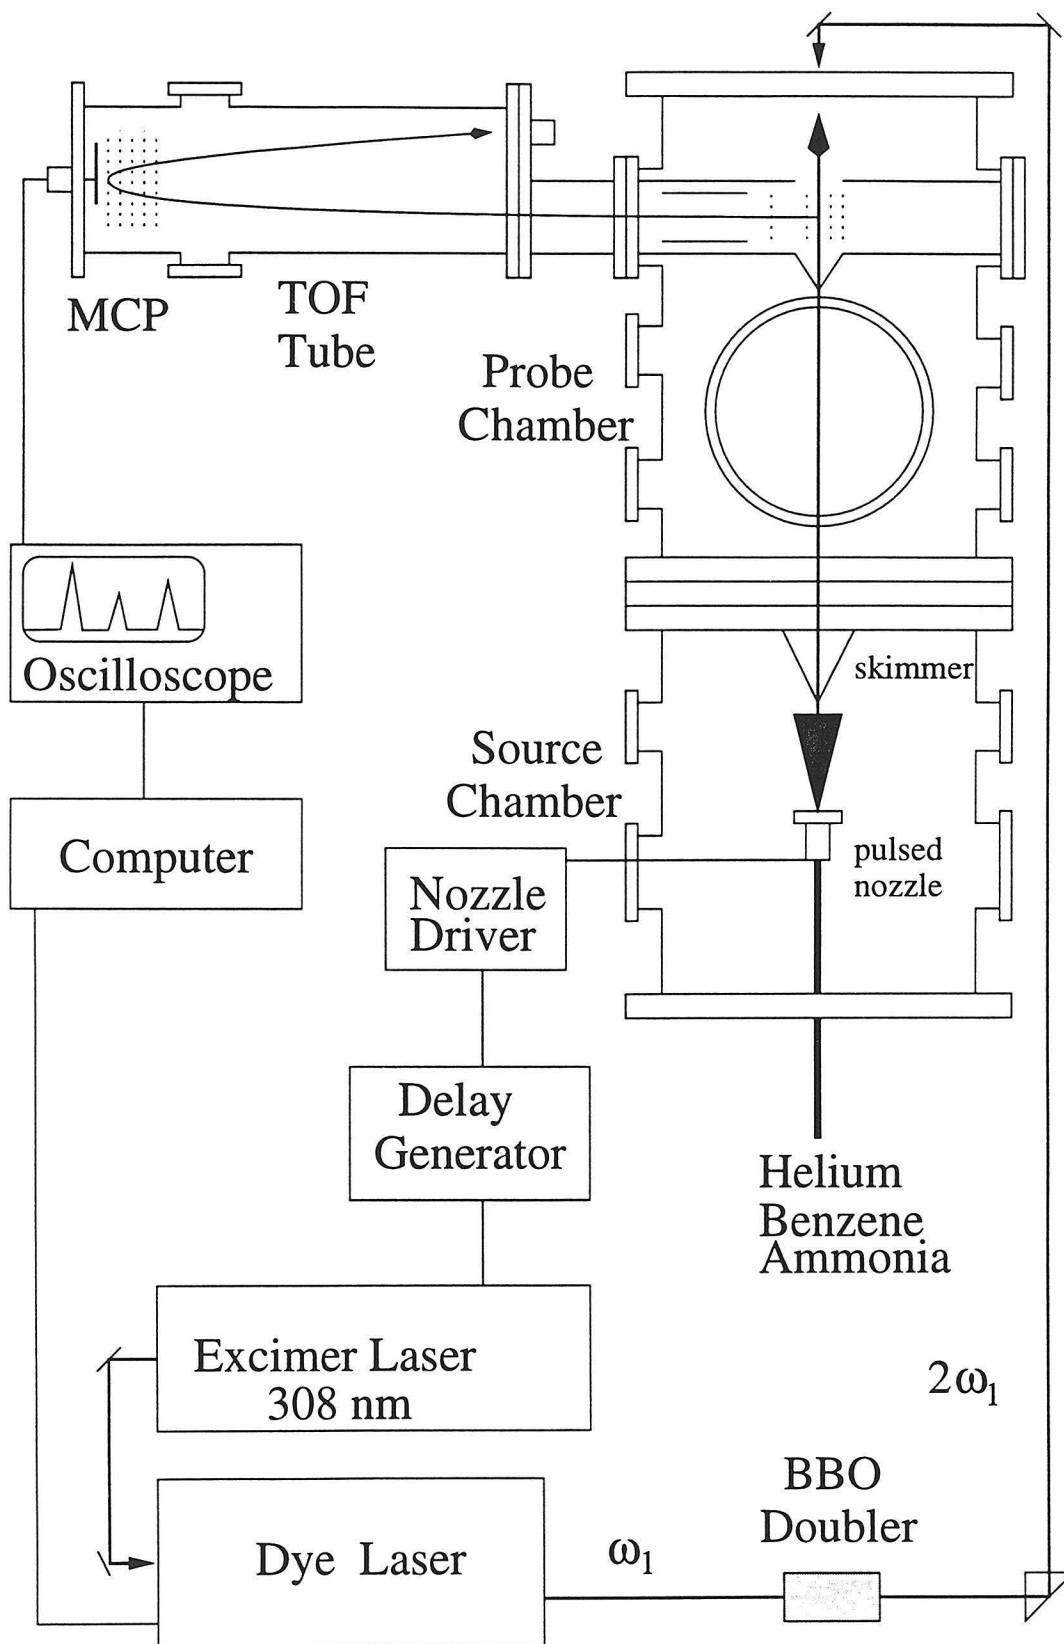 MCP
TOF
Tube
Probe
Chamber
Oscilloscope
skimmer
Source
Chamber
Computer
pulsed
nozzle
Nozzle
Driver
Delay
Generator
Helium
Benzene
Ammonia
Excimer Laser
308 nm
2ω₁
BBO
Doubler
Dye Laser
ω₁